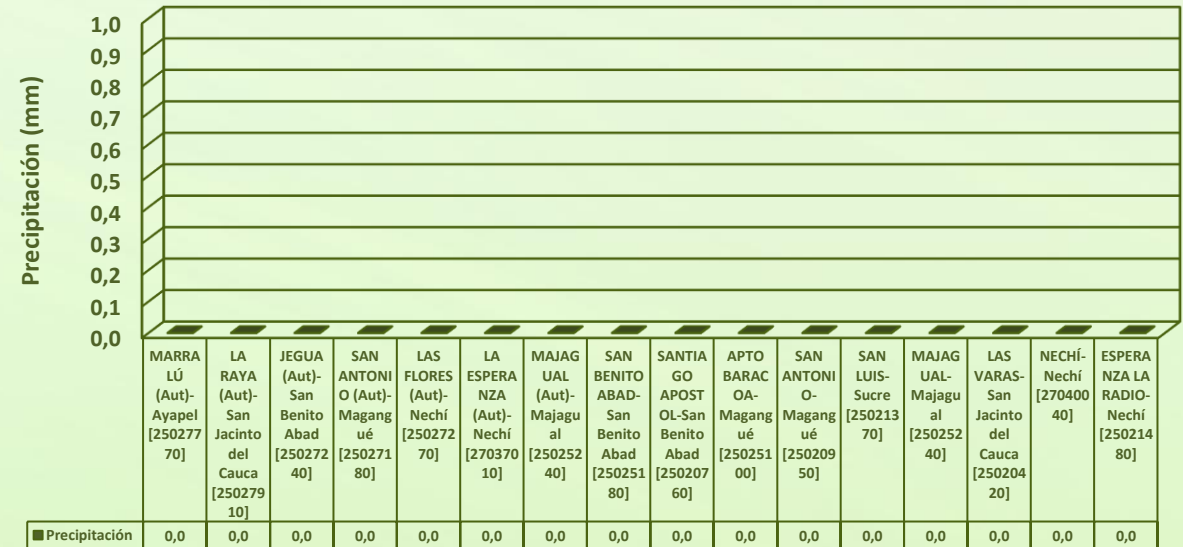 Precipitación (mm)
1,0
0,9
0,8
0,7
0,6
0,5
0,4
0,3
0,2
0,1
0,0
MARRA
LÚ
(Aut)-
Ayapel
[250277
70]
LA
RAYA
(Aut)-
San
Jacinto
del
Cauca
[250279
10]
JEGUA
(Aut)-
San
Benito
Abad
[250272
40]
SAN
ANTONI
O (Aut)-
Magang
ué
[250271
80]
LAS
FLORES
(Aut)-
Nechí
[250272
70]
LA
ESPERA
NZA
(Aut)-
Nechí
[270370
10]
MAJAG
UAL
(Aut)-
Majagu
al
[250252
40]
SAN
BENITO
ABAD-
San
Benito
Abad
[250251
80]
SANTIA
GO
APOST
OL-San
Benito
Abad
[250207
60]
APTO
BARAC
OA-
Magang
ué
[250251
00]
SAN
ANTONI
O-
Magang
ué
[250209
50]
SAN
LUIS-
Sucre
[250213
70]
MAJAG
UAL-
Majagu
al
[250252
40]
LAS
VARAS-
San
Jacinto
del
Cauca
[250204
20]
NECHÍ-
Nechí
[270400
40]
ESPERA
NZA LA
RADIO-
Nechí
[250214
80]
Precipitación 0,0 0,0 0,0 0,0 0,0 0,0 0,0 0,0 0,0 0,0 0,0 0,0 0,0 0,0 0,0 0,0